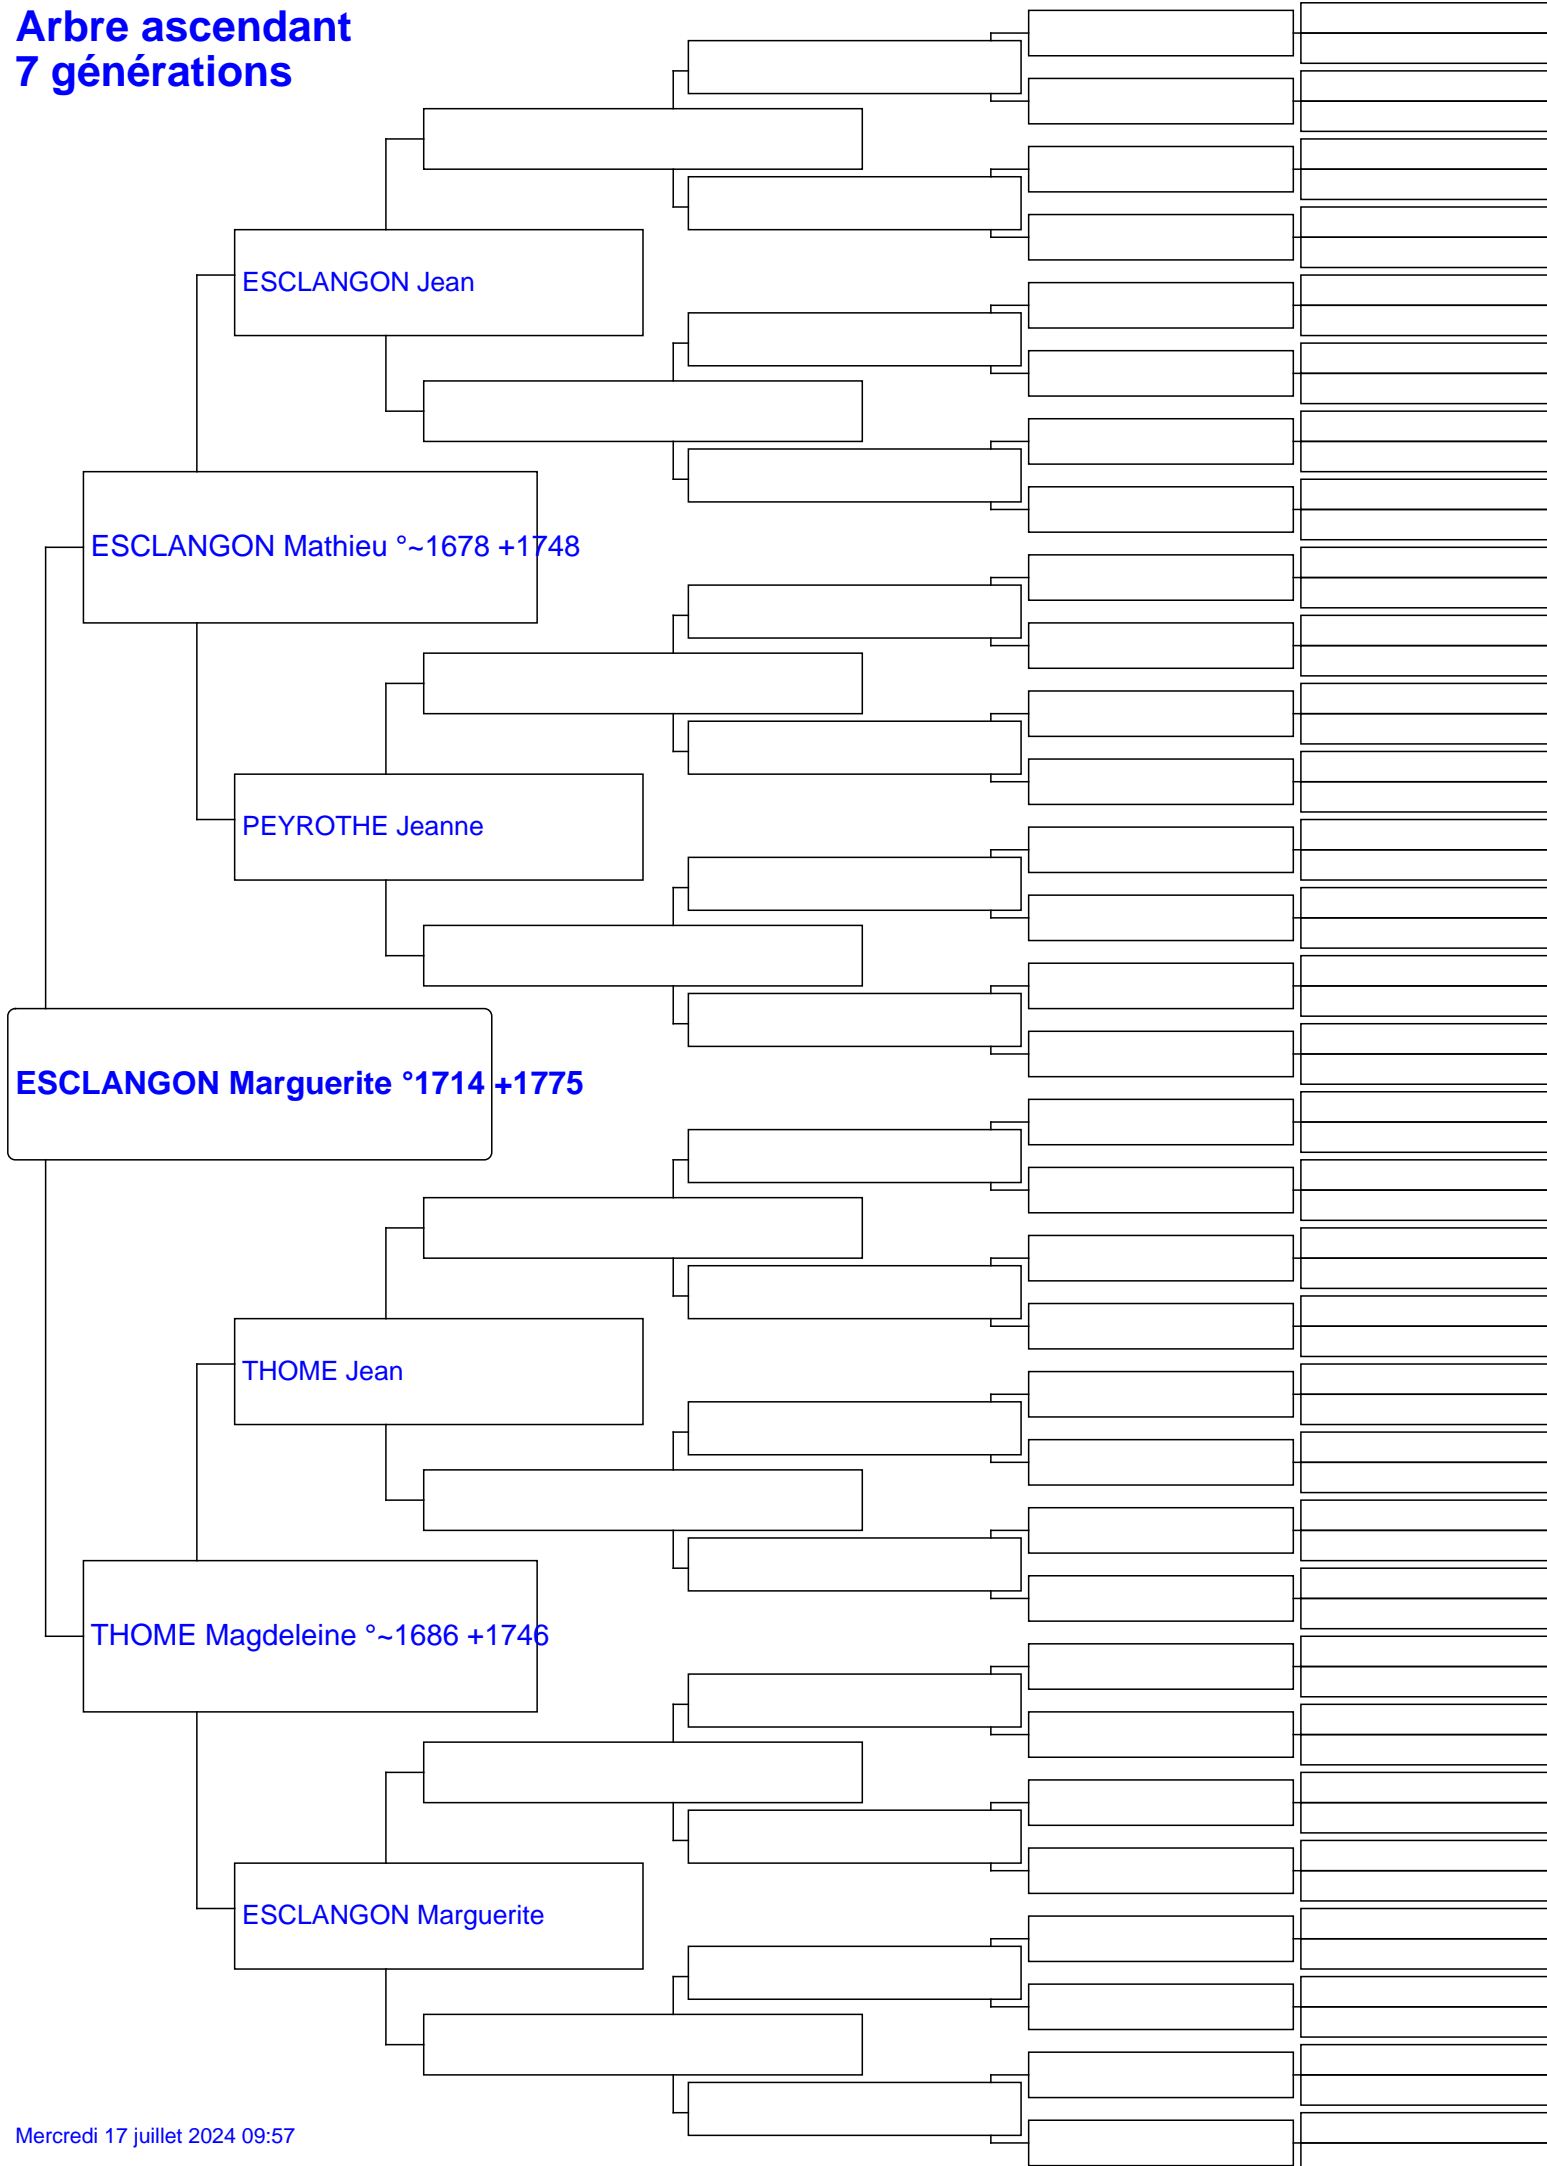 Arbre ascendant
7 générations
ESCLANGON Jean
ESCLANGON Mathieu °~1678 +1748
PEYROTHE Jeanne
ESCLANGON Marguerite °1714 +1775
THOME Jean
THOME Magdeleine °~1686 +1746
ESCLANGON Marguerite
Mercredi 17 juillet 2024 09:57